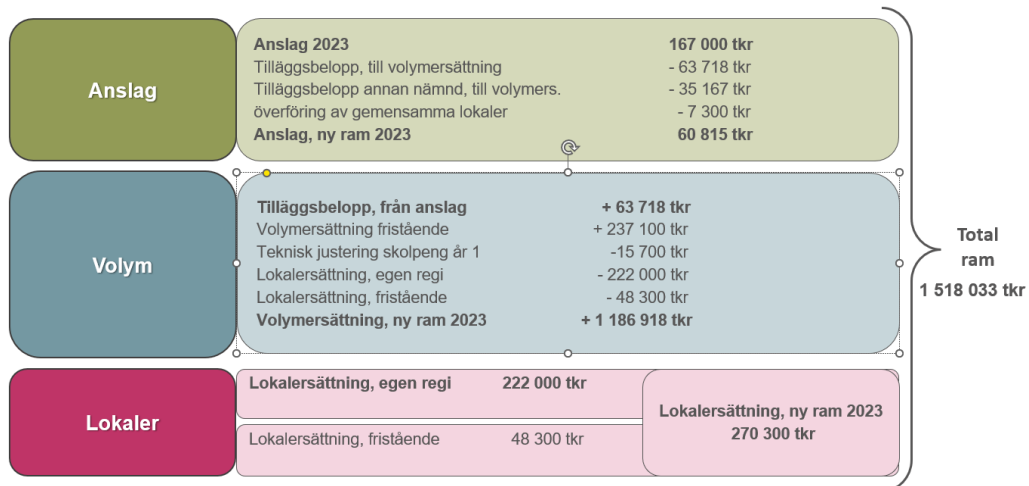 Anslag
Anslag 2023 167 000 tkr
Tilläggsbelopp, till volymersättning - 63 718 tkr
Tilläggsbelopp annan nämnd, till volymers. - 35 167 tkr
överföring av gemensamma lokaler - 7 300 tkr
Anslag, ny ram 2023 60 815 tkr
Volym
Tilläggsbelopp, från anslag + 63 718 tkr
Volymersättning fristående + 237 100 tkr
Teknisk justering skolpeng år 1 -15 700 tkr
Lokalersättning, egen regi - 222 000 tkr
Lokalersättning, fristående - 48 300 tkr
Volymersättning, ny ram 2023 + 1 186 918 tkr
Lokaler
Lokalersättning, egen regi 222 000 tkr
Lokalersättning, fristående 48 300 tkr
Lokalersättning, ny ram 2023
270 300 tkr
Total
ram
1 518 033 tkr